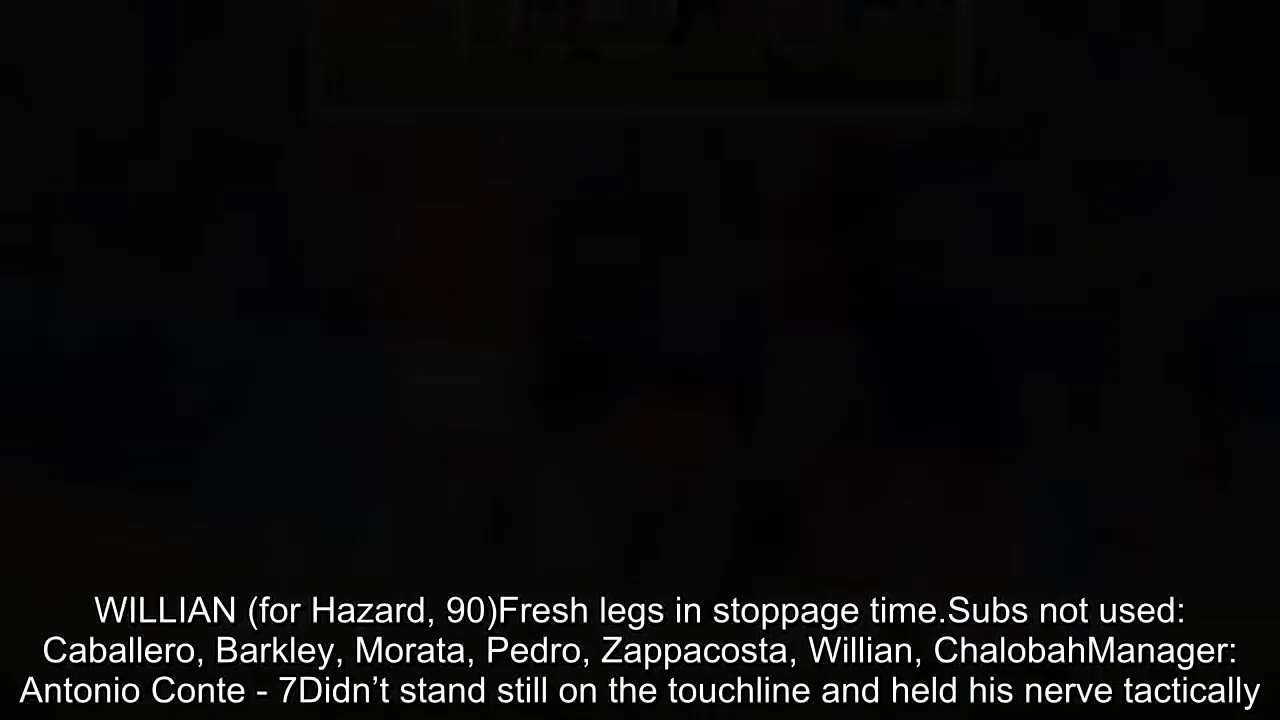 WILLIAN (for Hazard, 90)Fresh legs in stoppage time.Subs not used:
Caballero, Barkley, Morata, Pedro, Zappacosta, Willian, ChalobahManager:
Antonio Conte - 7Didn’t stand still on the touchline and held his nerve tactically